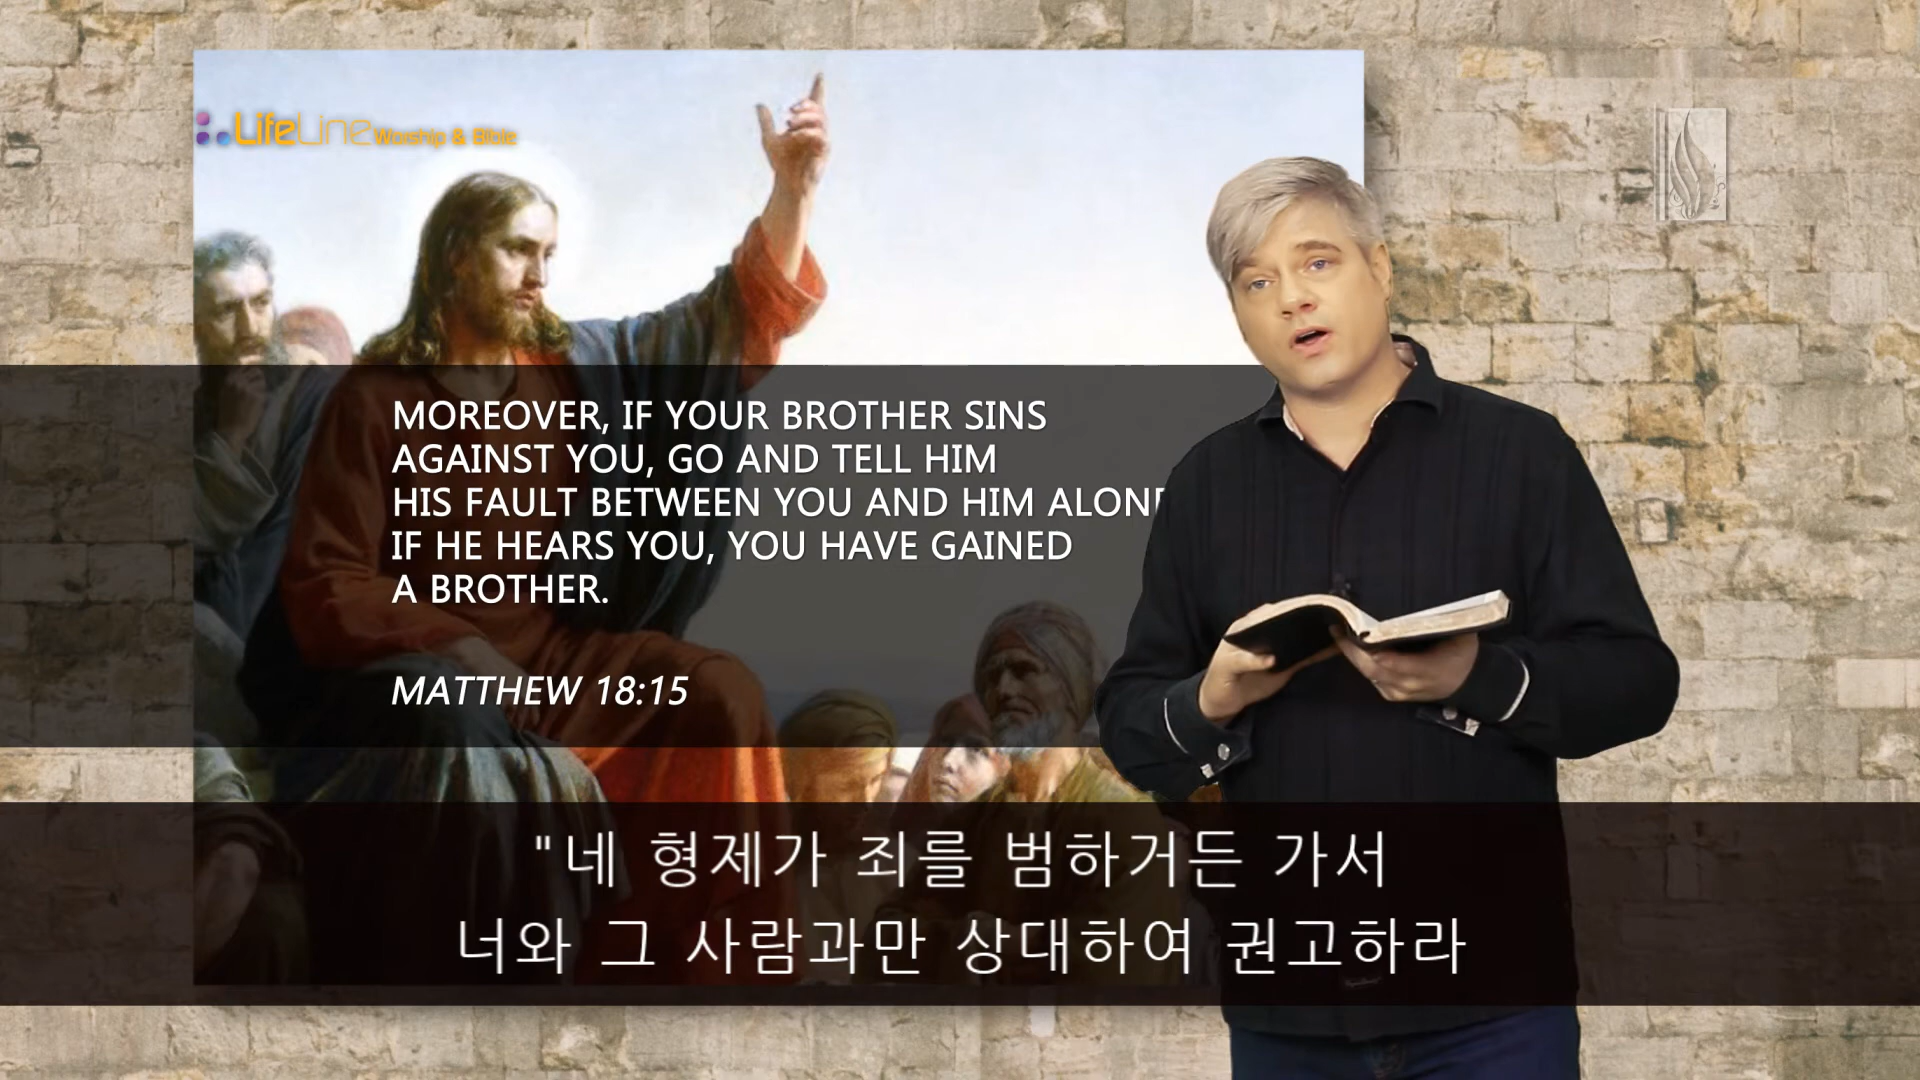 LifeLine Worship & Bible
MOREOVER, IF YOUR BROTHER SINS
AGAINST YOU, GO AND TELL HIM
HIS FAULT BETWEEN YOU AND HIM
IF HE HEARS YOU, YOU HAVE GAINED
A BROTHER.
MATTHEW 18:15
"네 형제가 죄를 범하거든 가서
너와 그 사람과만 상대하여 권고하라